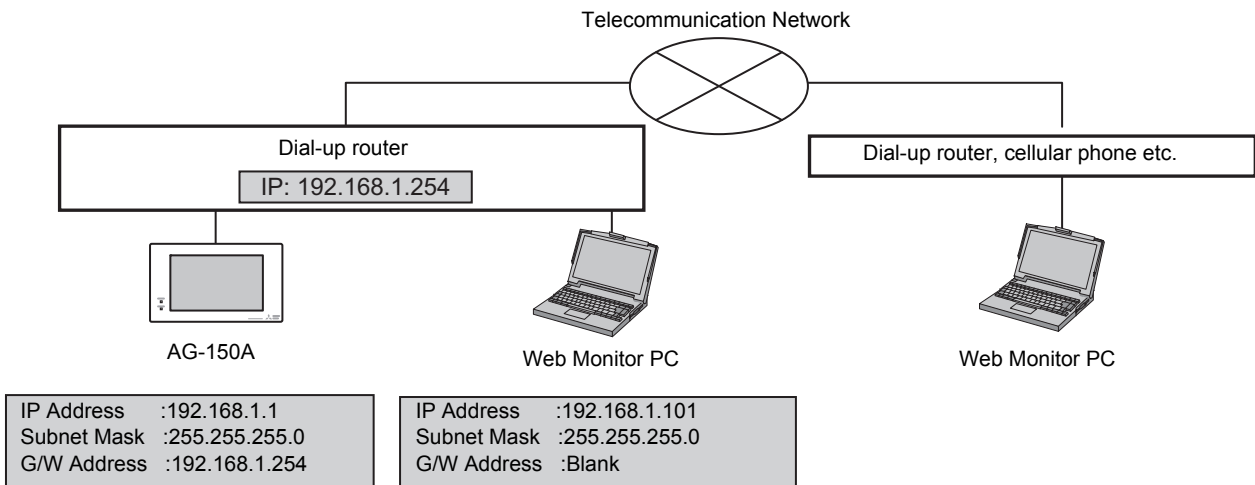 Telecommunication Network
Dial-up router
IP: 192.168.1.254
Dial-up router, cellular phone etc.
AG-150A
Web Monitor PC
Web Monitor PC
IP Address :192.168.1.1
Subnet Mask :255.255.255.0
G/W Address :192.168.1.254
IP Address :192.168.1.101
Subnet Mask :255.255.255.0
G/W Address :Blank